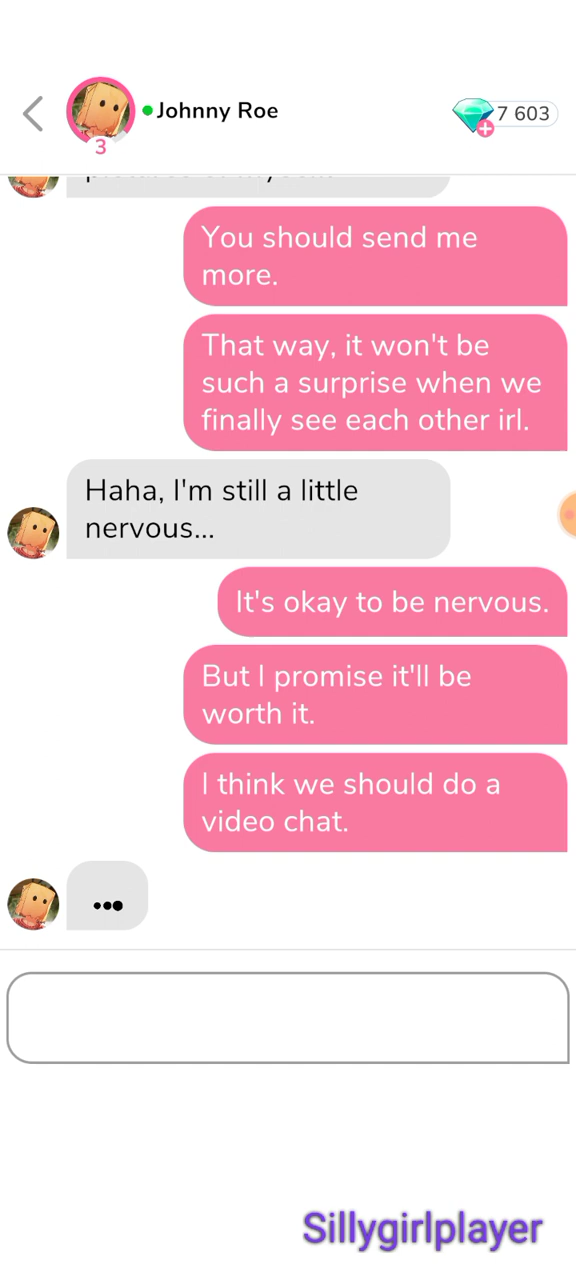 Johnny Roe
7 603
3
You should send me
more.
That way, it won't be
such a surprise when we
finally see each other irl.
Haha, I'm still a little
nervous...
It's okay to be nervous.
But I promise it'll be
worth it.
I think we should do a
video chat.
...
Sillygirlplayer